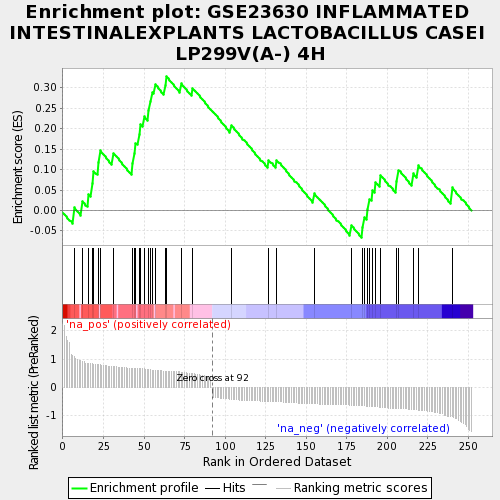 Enrichment plot: GSE23630 INFLAMMATED
INTESTINALEXPLANTS LACTOBACILLUS CASEI
LP299V(A-) 4H
Enrichment score (ES)
0.30
0.25
0.20
0.15
0.10
0.05
0.00
-0.05
Ranked list metric (PreRanked)
2
1
0
-1
'na_pos' (positively correlated)
Zero cross at 92
'na_neg' (negatively correlated)
0 25 50 75 100 125 150 175 200 225 250
Rank in Ordered Dataset
Enrichment profile Hits Ranking metric scores